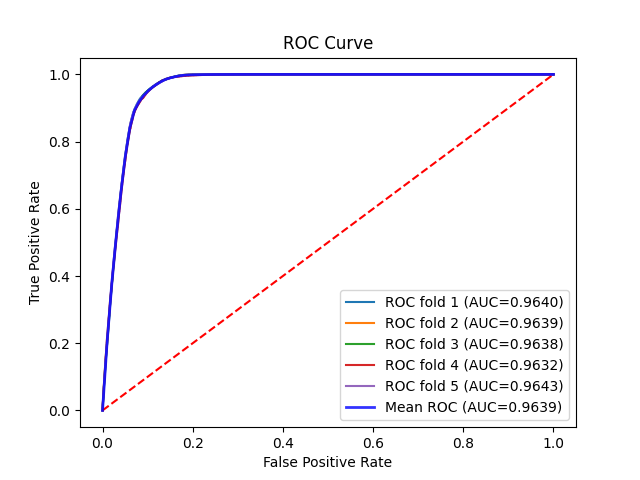 ROC Curve
True Positive Rate
1.0
0.8
0.6
0.4
0.2
0.0
ROC fold 1 (AUC=0.9640)
ROC fold 2 (AUC=0.9639)
ROC fold 3 (AUC=0.9638)
ROC fold 4 (AUC=0.9632)
ROC fold 5 (AUC=0.9643)
Mean ROC (AUC=0.9639)
0.0 0.2 0.4 0.6 0.8 1.0
False Positive Rate